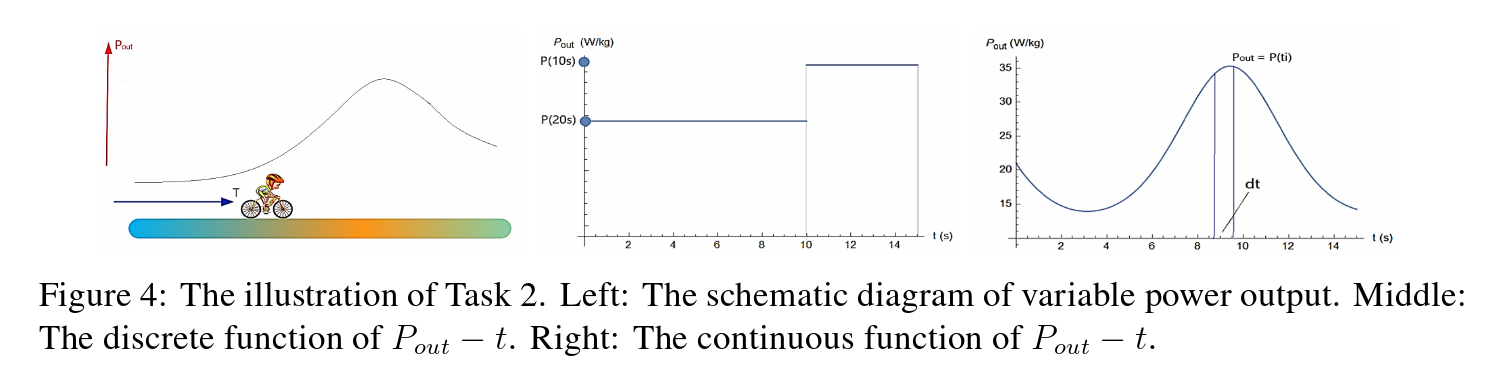 Pout
T
Pout (W/kg)
P(10s)
P(20s)
2 4 6 8 10 12 14
t (s)
Pout (W/kg)
35
30
25
20
15
Pout = P(ti)
dt
2 4 6 8 10 12 14
t (s)
Figure 4: The illustration of Task 2. Left: The schematic diagram of variable power output. Middle:
The discrete function of Pout − t. Right: The continuous function of Pout − t.